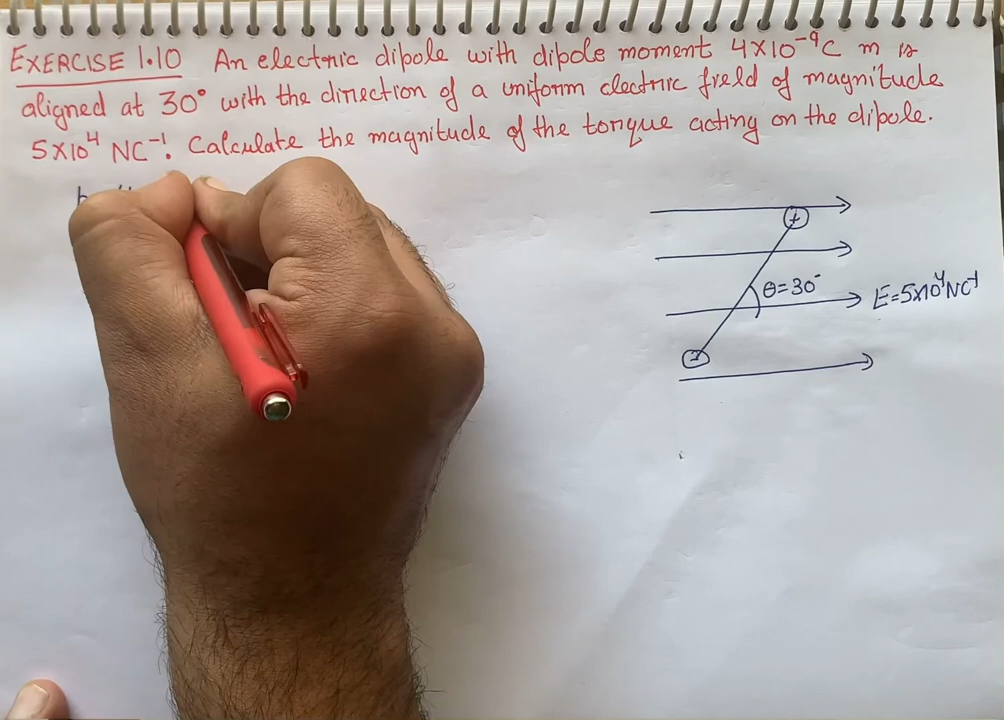 EXERCISE 1.10 An electric dipole with dipole moment 4×10⁻⁹C m is
aligned at 30° with the direction of a uniform electric field of magnitude
5×10⁴ NC⁻¹. Calculate the magnitude of the torque acting on the dipole.
+
θ=30°
E=5×10⁴NC⁻¹
−